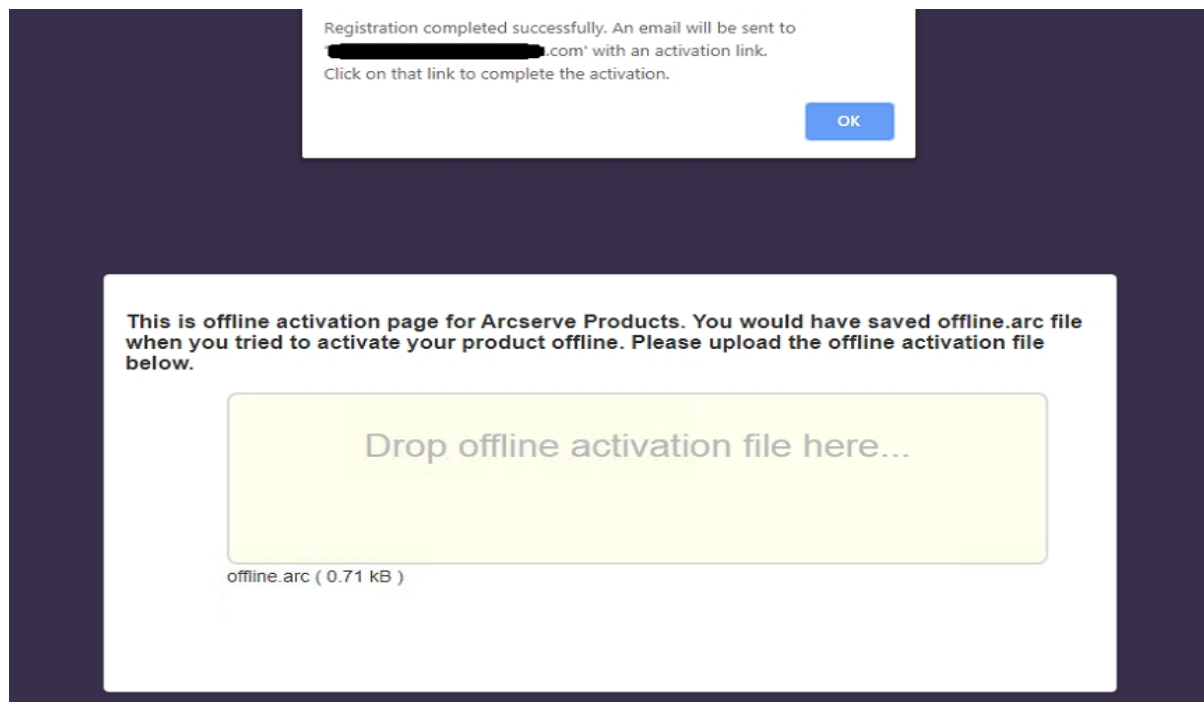 Registration completed successfully. An email will be sent to
' .com' with an activation link.
Click on that link to complete the activation.
OK
This is offline activation page for Arcserve Products. You would have saved offline.arc file
when you tried to activate your product offline. Please upload the offline activation file
below.
Drop offline activation file here...
offline.arc ( 0.71 kB )